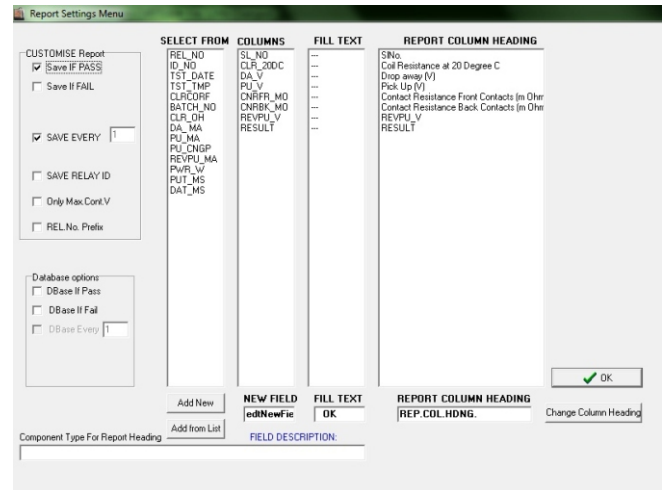 Report Settings Menu
SELECT FROM COLUMNS FILL TEXT REPORT COLUMN HEADING
CUSTOMISE Report
Save IF PASS
Save If FAIL
SAVE EVERY 1
SAVE RELAY ID
Only Max.Cont.V
REL.No. Prefix
Database options
DBase If Pass
DBase If Fail
DBase Every 1
REL_NO
ID_NO
TST_DATE
TST_TMP
CLRCORF
BATCH_NO
CLR_OH
DA_MA
PU_MA
PU_CNGP
REVPU_MA
PWR_W
PUT_MS
DAT_MS
SL_NO
CLR_20DC
DA_V
PU_V
CNRFR_MO
CNRBK_MO
REVPU_V
RESULT
---
---
---
---
---
---
---
---
SlNo.
Coil Resistance at 20 Degree C
Drop away (V)
Pick Up (V)
Contact Resistance Front Contacts (m Ohm
Contact Resistance Back Contacts (m Ohm
REVPU_V
RESULT
OK
Add New
Add from List
NEW FIELD FILL TEXT REPORT COLUMN HEADING
edtNewFie OK REP.COL.HDNG. Change Column Heading
Component Type For Report Heading FIELD DESCRIPTION: